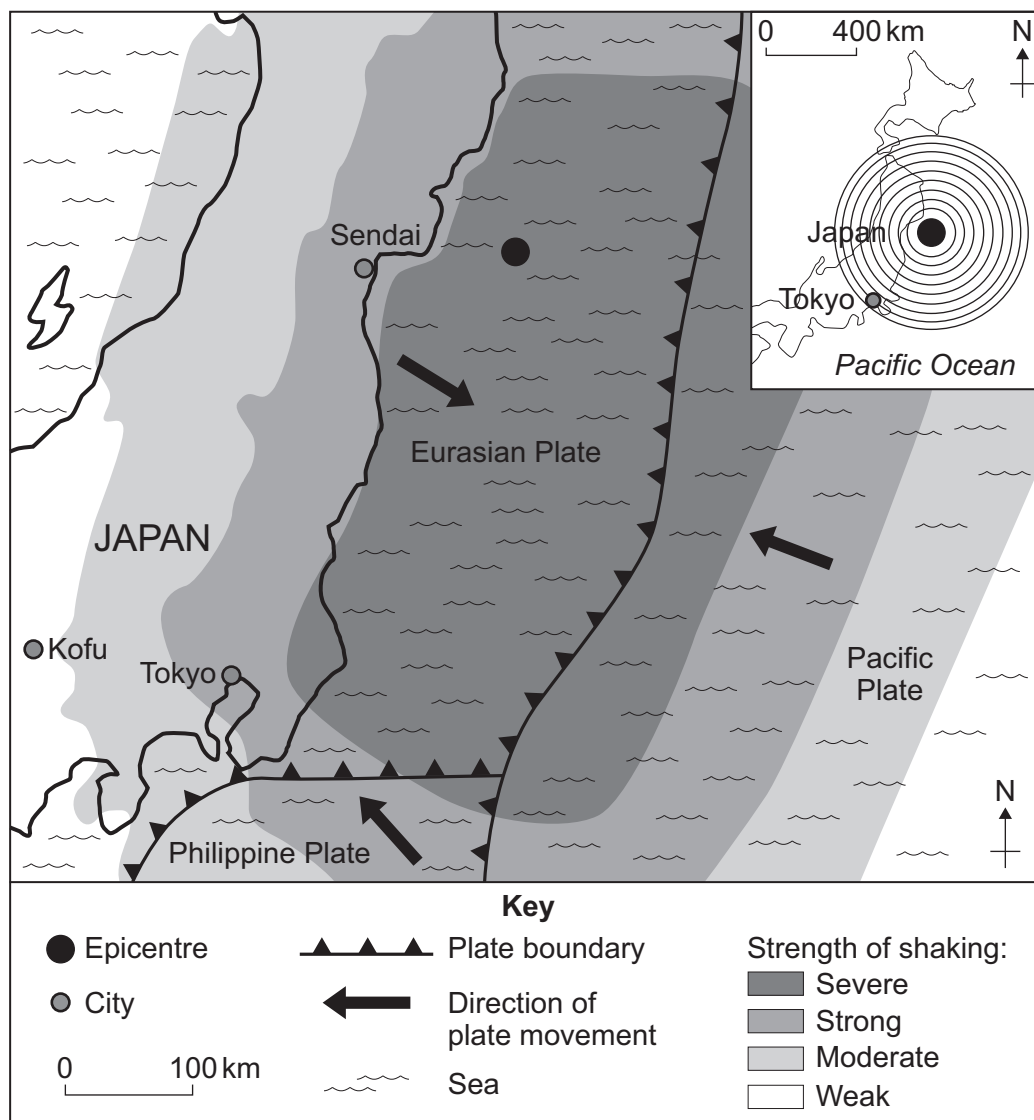 0 400 km
N
Japan
Tokyo
Pacific Ocean
Sendai
Eurasian Plate
JAPAN
Kofu
Tokyo
Pacific
Plate
N
Philippine Plate
Key
Epicentre
City
0 100 km
Plate boundary
Direction of
plate movement
Sea
Strength of shaking:
Severe
Strong
Moderate
Weak